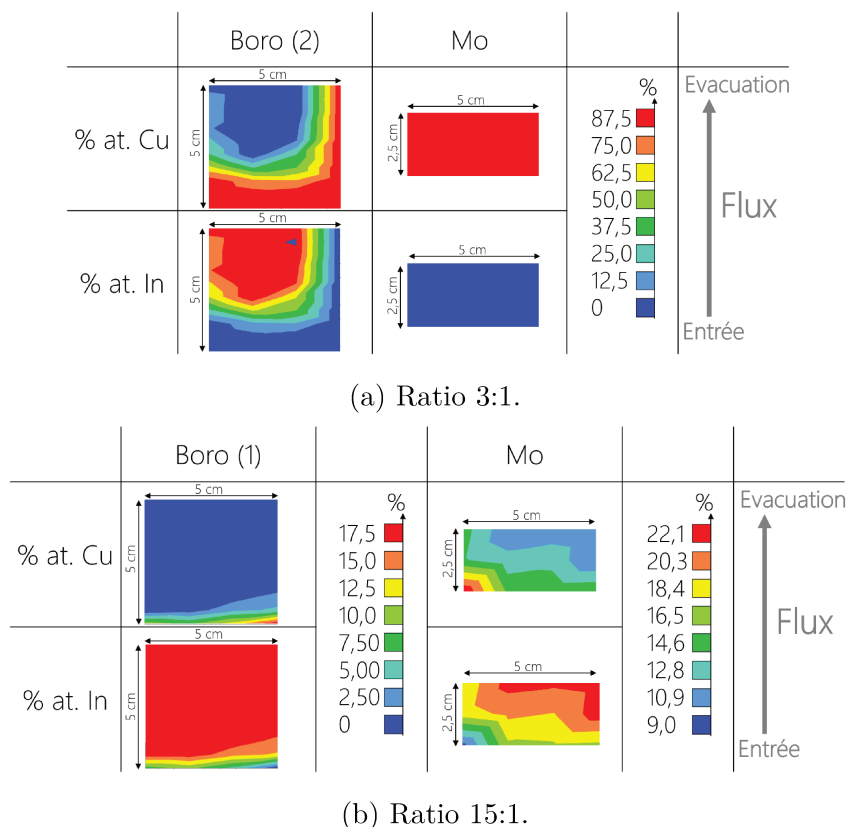 Boro (2)
Mo
5 cm
5 cm
% at. Cu
5 cm
2,5 cm
%
87,5
75,0
62,5
50,0
37,5
25,0
12,5
0
Evacuation
Flux
Entrée
5 cm
5 cm
% at. In
5 cm
2,5 cm
(a) Ratio 3:1.
Boro (1)
Mo
5 cm
5 cm
% at. Cu
5 cm
2,5 cm
%
17,5
15,0
12,5
10,0
7,50
5,00
2,50
0
%
22,1
20,3
18,4
16,5
14,6
12,8
10,9
9,0
Evacuation
Flux
Entrée
5 cm
5 cm
% at. In
5 cm
2,5 cm
(b) Ratio 15:1.